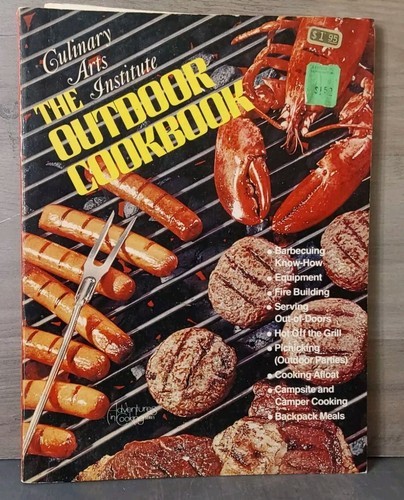 Culinary
Arts
Institute
THE
OUTDOOR
COOKBOOK
$1.95
• Barbecuing
Know-How
• Equipment
• Fire Building
• Serving
Out-of-Doors
• Hot Off the Grill
• Picnicking
(Outdoor Parties)
• Cooking Afloat
• Campsite and
Camper Cooking
• Backpack Meals
Adventures
in Cooking